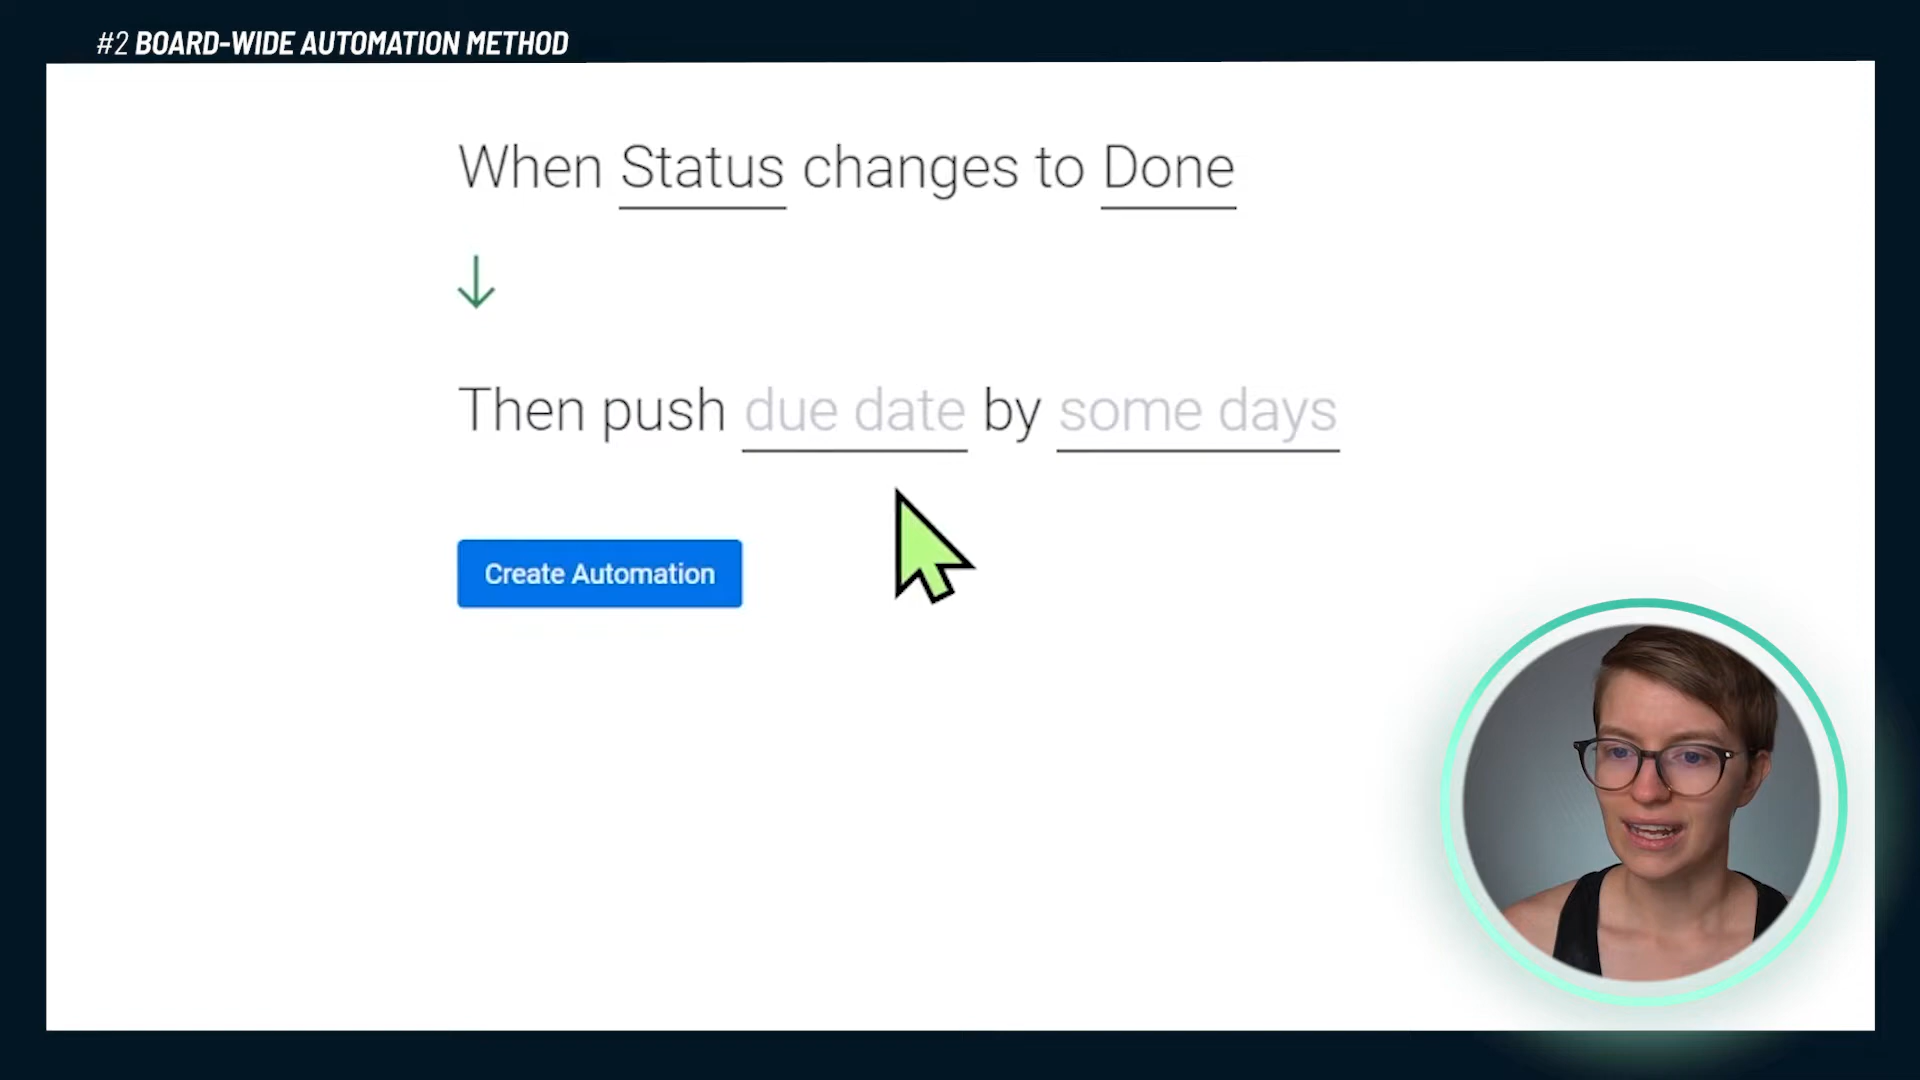 #2 BOARD-WIDE AUTOMATION METHOD
When Status changes to Done
Then push due date by some days
Create Automation